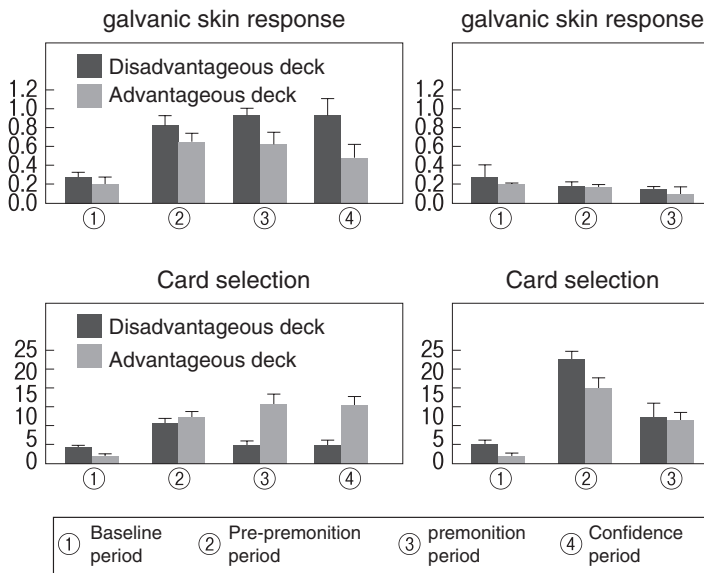 galvanic skin response
galvanic skin response
Disadvantageous deck
Advantageous deck
1.2
1.0
0.8
0.6
0.4
0.2
0.0
① ② ③ ④
1.2
1.0
0.8
0.6
0.4
0.2
0.0
① ② ③
Card selection
Card selection
Disadvantageous deck
Advantageous deck
25
20
15
10
5
0
① ② ③ ④
25
20
15
10
5
0
① ② ③
① Baseline period
② Pre-premonition period
③ premonition period
④ Confidence period